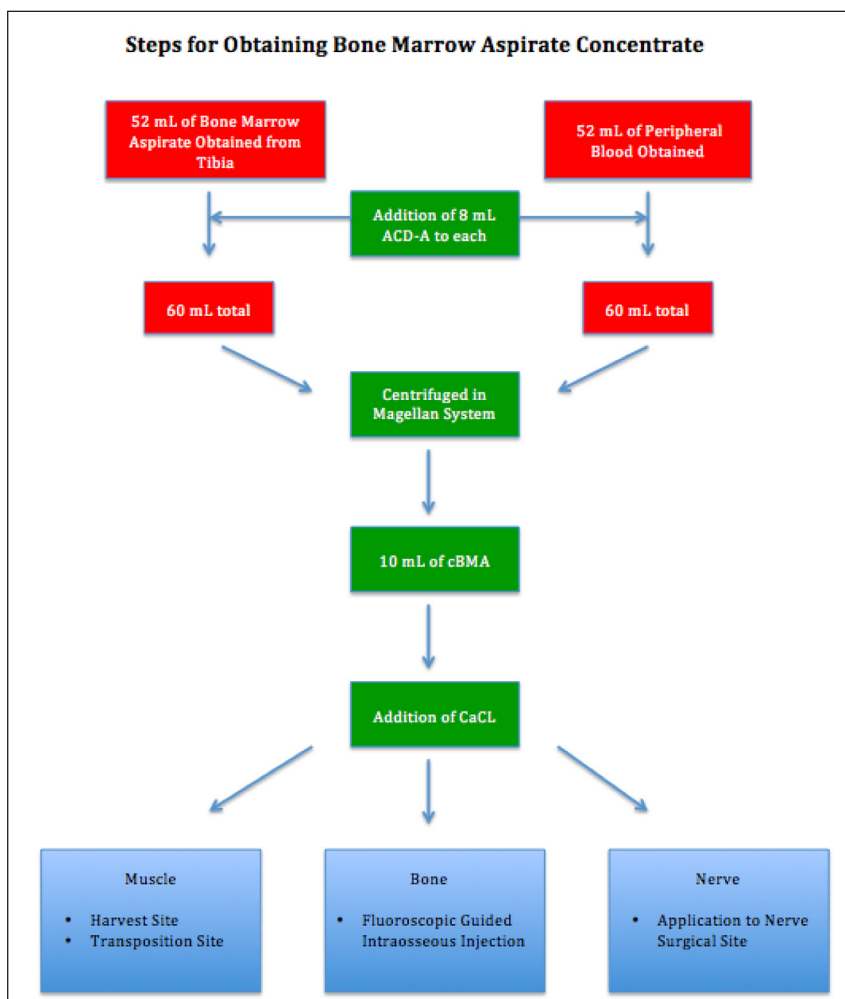 Steps for Obtaining Bone Marrow Aspirate Concentrate
52 mL of Bone Marrow
Aspirate Obtained from
Tibia
52 mL of Peripheral
Blood Obtained
Addition of 8 mL
ACD-A to each
60 mL total
60 mL total
Centrifuged in
Magellan System
10 mL of cBMA
Addition of CaCL
Muscle
• Harvest Site
• Transposition Site
Bone
• Fluoroscopic Guided
Intraosseous Injection
Nerve
• Application to Nerve
Surgical Site